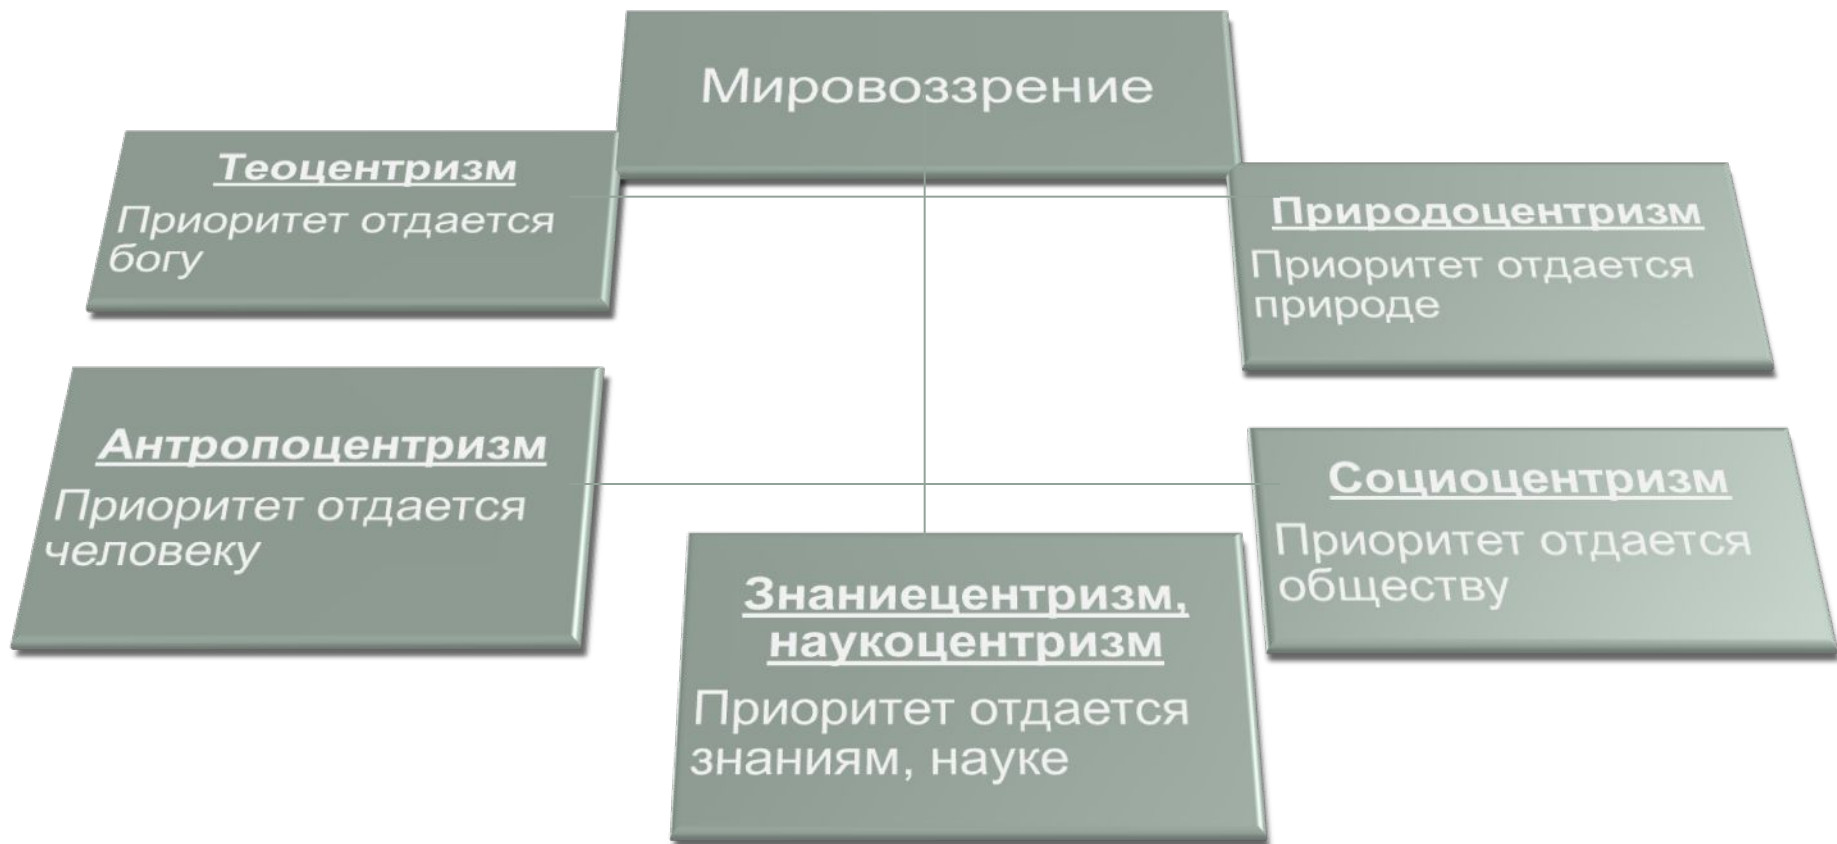 Мировоззрение
Теоцентризм
Приоритет отдается
богу
Природоцентризм
Приоритет отдается
природе
Антропоцентризм
Приоритет отдается
человеку
Социоцентризм
Приоритет отдается
обществу
Знаниецентризм,
наукоцентризм
Приоритет отдается
знаниям, науке